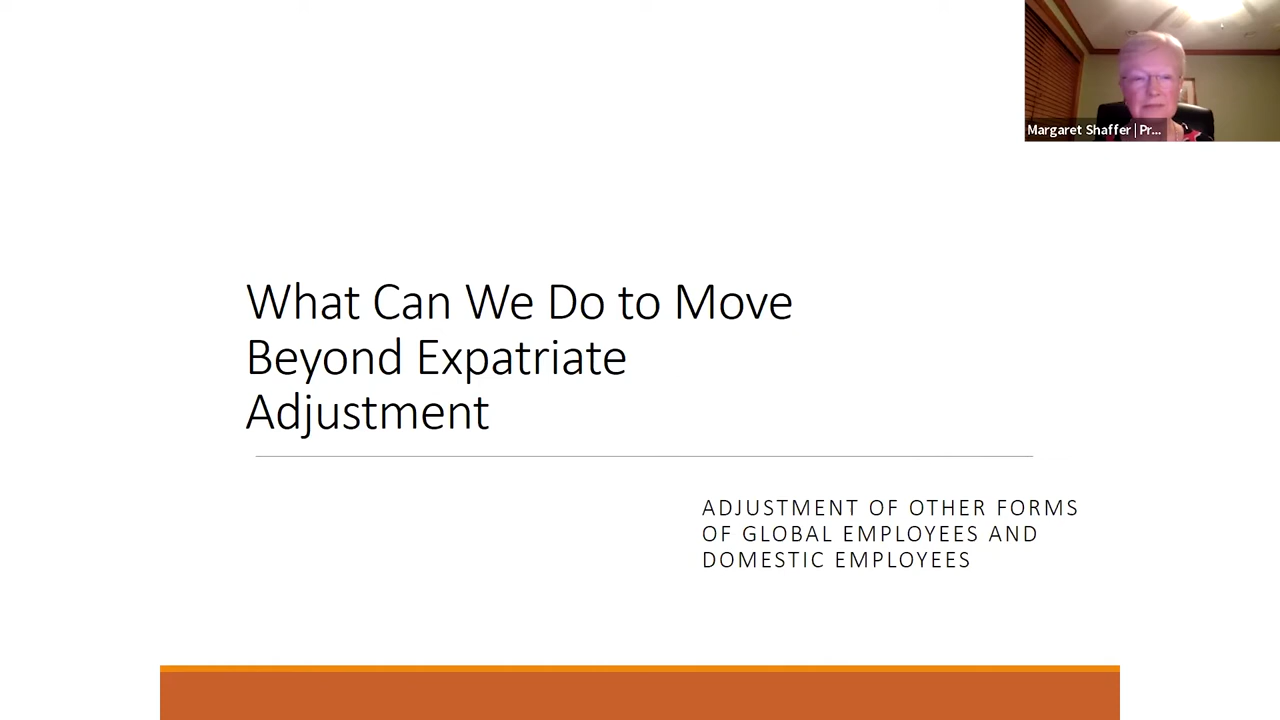 Margaret Shaffer | Pr...
What Can We Do to Move
Beyond Expatriate
Adjustment
ADJUSTMENT OF OTHER FORMS
OF GLOBAL EMPLOYEES AND
DOMESTIC EMPLOYEES